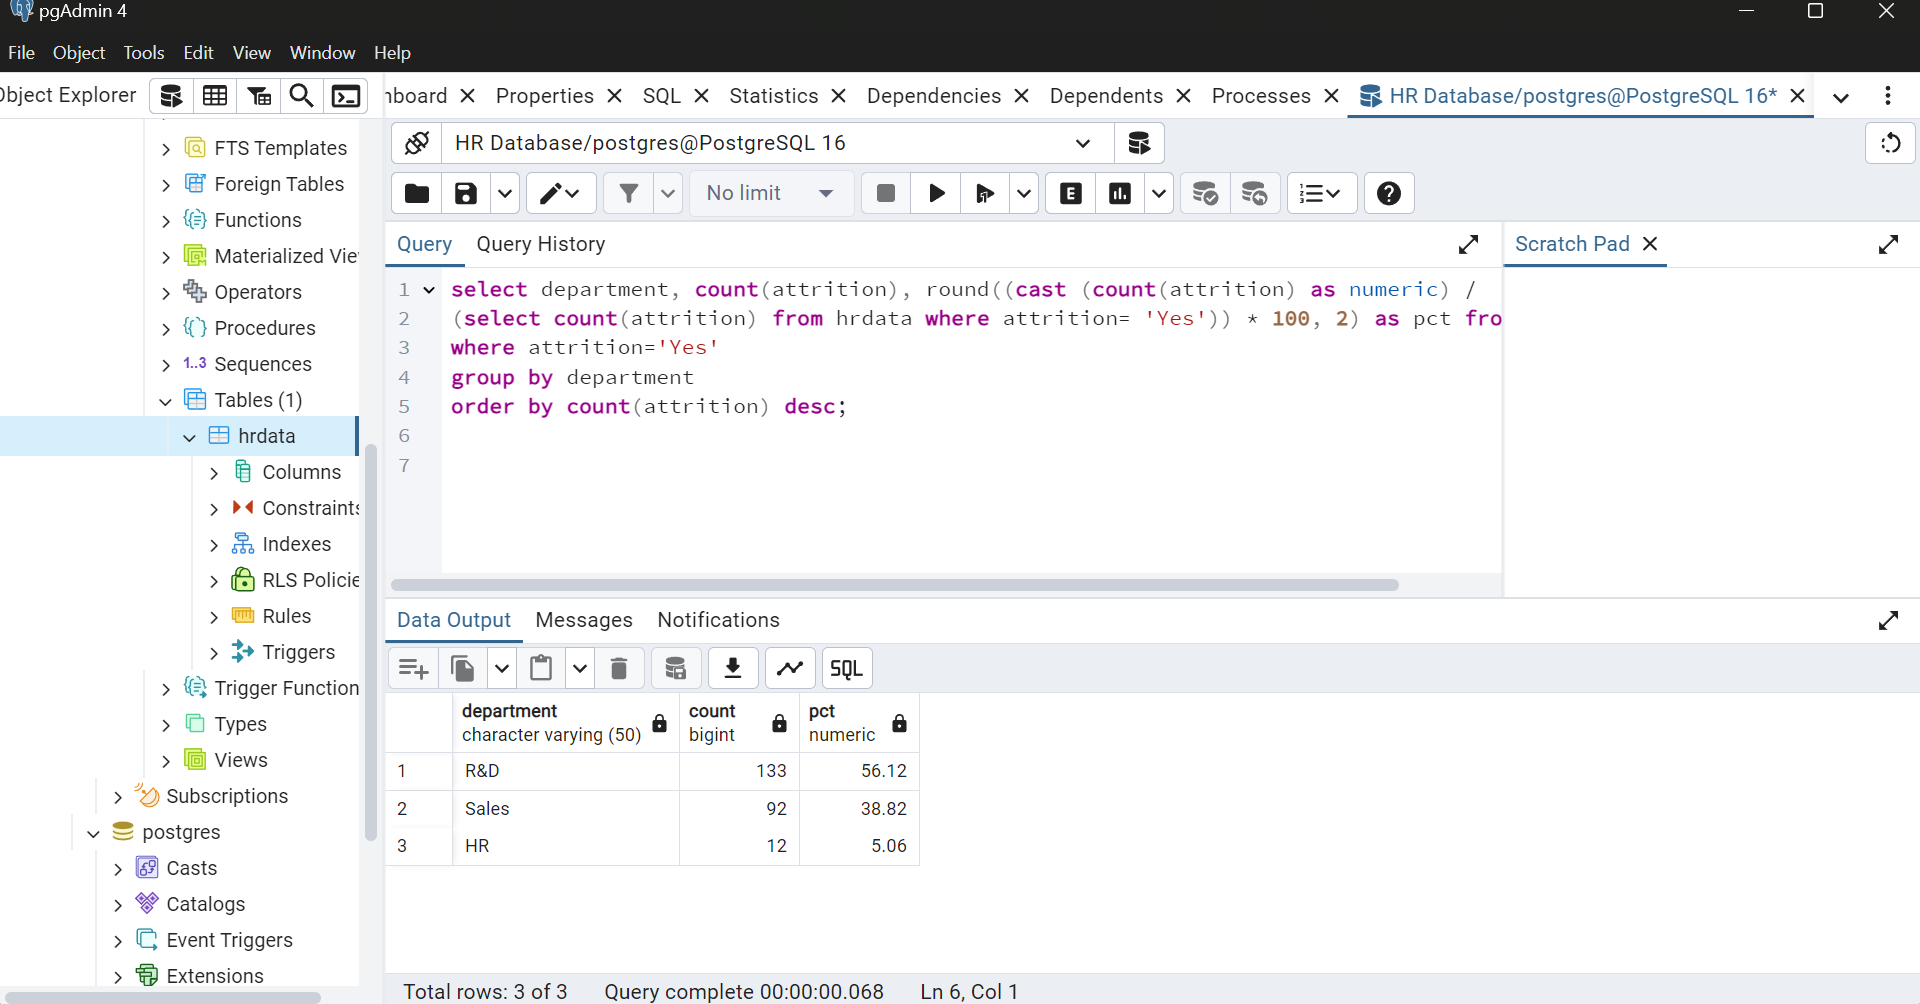 pgAdmin 4
File Object Tools Edit View Window Help
Object Explorer
board Properties SQL Statistics Dependencies Dependents Processes HR Database/postgres@PostgreSQL 16*
FTS Templates
Foreign Tables
Functions
Materialized Vie
Operators
Procedures
1..3 Sequences
Tables (1)
hrdata
Columns
Constraints
Indexes
RLS Policie
Rules
Triggers
Trigger Function
Types
Views
Subscriptions
postgres
Casts
Catalogs
Event Triggers
Extensions
HR Database/postgres@PostgreSQL 16
No limit
E
Query Query History
Scratch Pad
1 select department, count(attrition), round((cast (count(attrition) as numeric) /
2 (select count(attrition) from hrdata where attrition= 'Yes')) * 100, 2) as pct fro
3 where attrition='Yes'
4 group by department
5 order by count(attrition) desc;
6
7
Data Output Messages Notifications
SQL
department count pct
character varying (50) bigint numeric
1 R&D 133 56.12
2 Sales 92 38.82
3 HR 12 5.06
Total rows: 3 of 3 Query complete 00:00:00.068 Ln 6, Col 1